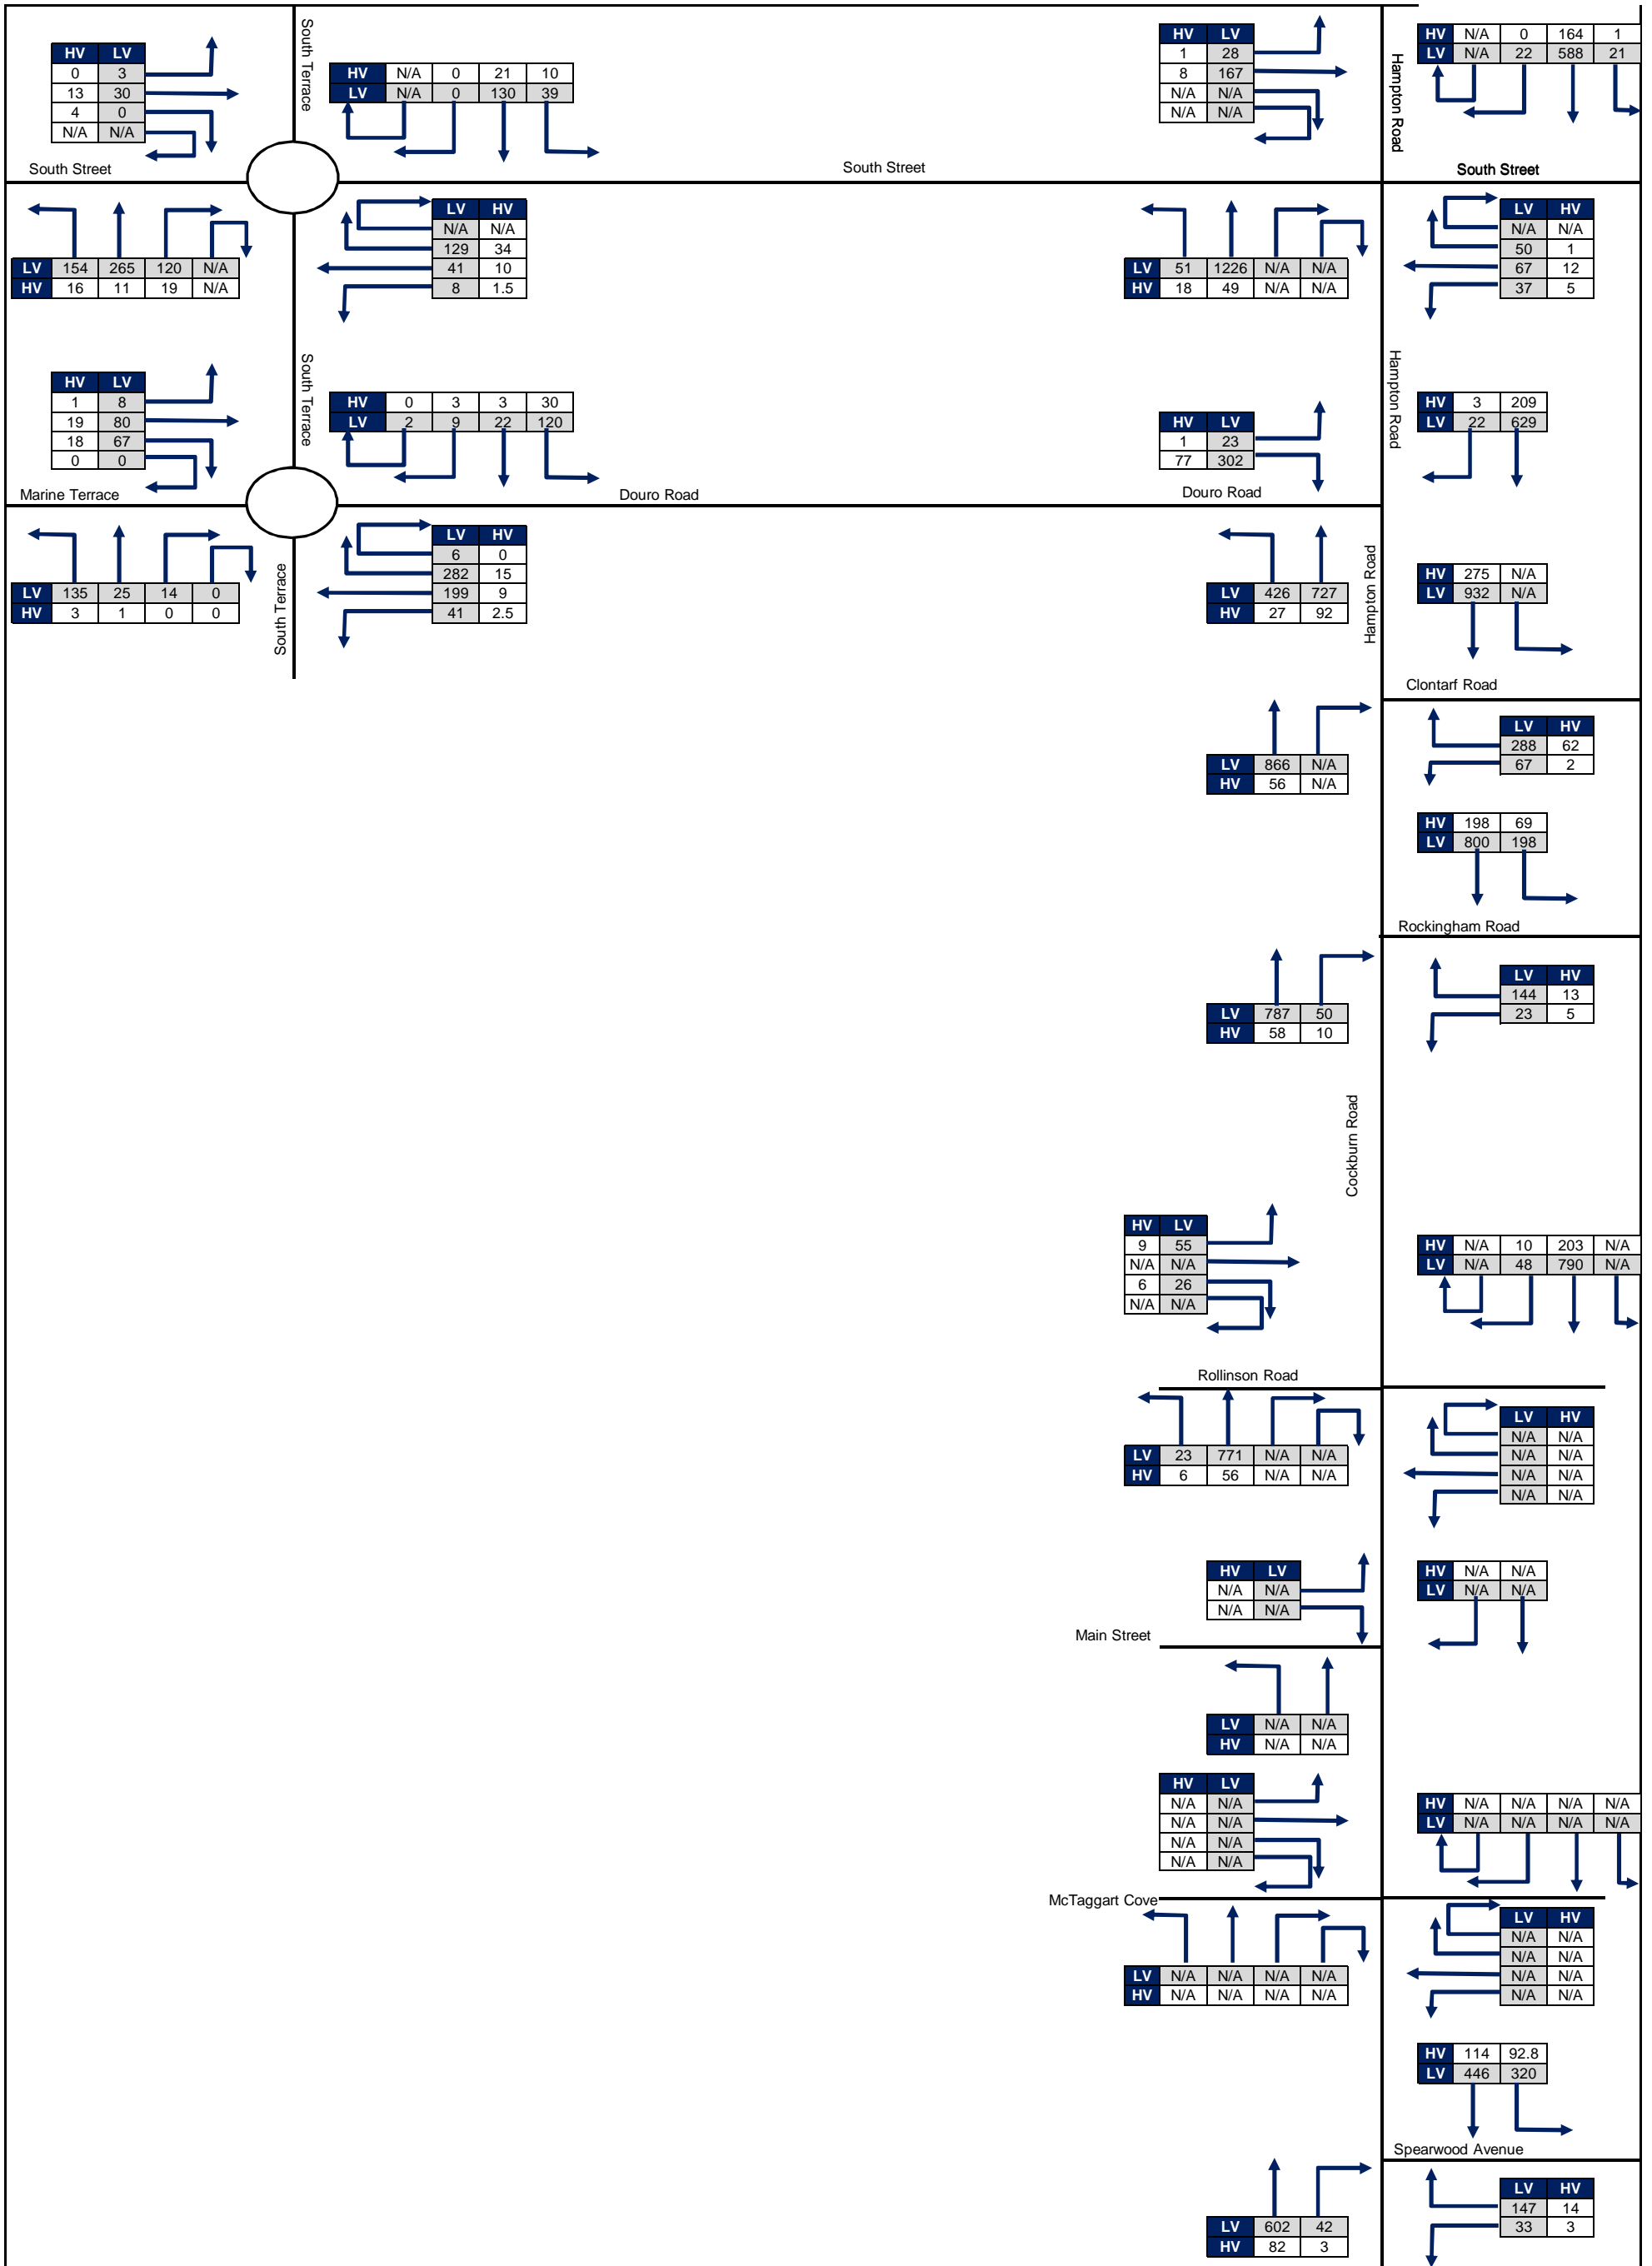 South Terrace
HV LV
0 3
13 30
4 0
N/A N/A
South Street
HV N/A 0 21 10
LV N/A 0 130 39
South Street
HV LV
1 28
8 167
N/A N/A
N/A N/A
Hampton Road
HV N/A 0 164 1
LV N/A 22 588 21
South Street
LV 154 265 120 N/A
HV 16 11 19 N/A
LV HV
N/A N/A
129 34
41 10
8 1.5
LV 51 1226 N/A N/A
HV 18 49 N/A N/A
LV HV
N/A N/A
50 1
67 12
37 5
HV LV
1 8
19 80
18 67
0 0
Marine Terrace
South Terrace
HV 0 3 3 30
LV 2 9 22 120
Douro Road
HV LV
1 23
77 302
Douro Road
Hampton Road
HV 3 209
LV 22 629
LV 135 25 14 0
HV 3 1 0 0
South Terrace
LV HV
6 0
282 15
199 9
41 2.5
LV 426 727
HV 27 92
Hampton Road
HV 275 N/A
LV 932 N/A
Clontarf Road
LV 866 N/A
HV 56 N/A
LV HV
288 62
67 2
HV 198 69
LV 800 198
Rockingham Road
LV 787 50
HV 58 10
LV HV
144 13
23 5
Cockburn Road
HV LV
9 55
N/A N/A
6 26
N/A N/A
HV N/A 10 203 N/A
LV N/A 48 790 N/A
Rollinson Road
LV 23 771 N/A N/A
HV 6 56 N/A N/A
LV HV
N/A N/A
N/A N/A
N/A N/A
N/A N/A
HV LV
N/A N/A
N/A N/A
Main Street
HV N/A N/A
LV N/A N/A
LV N/A N/A
HV N/A N/A
HV LV
N/A N/A
N/A N/A
N/A N/A
N/A N/A
HV N/A N/A N/A N/A
LV N/A N/A N/A N/A
McTaggart Cove
LV N/A N/A N/A N/A
HV N/A N/A N/A N/A
LV HV
N/A N/A
N/A N/A
N/A N/A
N/A N/A
HV 114 92.8
LV 446 320
Spearwood Avenue
LV 602 42
HV 82 3
LV HV
147 14
33 3